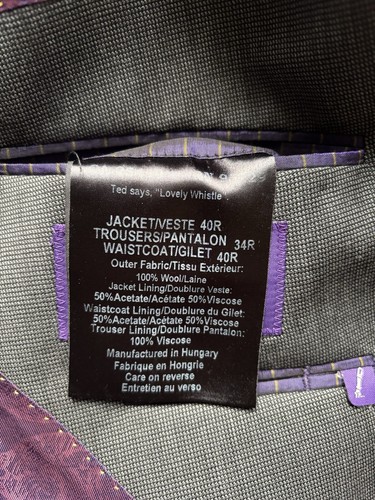 Ted says, "Lovely Whistle".
JACKET/VESTE 40R
TROUSERS/PANTALON 34R
WAISTCOAT/GILET 40R
Outer Fabric/Tissu Extérieur:
100% Wool/Laine
Jacket Lining/Doublure Veste:
50%Acetate/Acétate 50%Viscose
Waistcoat Lining/Doublure du Gilet:
50%Acetate/Acétate 50%Viscose
Trouser Lining/Doublure Pantalon:
100% Viscose
Manufactured in Hungary
Fabrique en Hongrie
Care on reverse
Entretien au verso